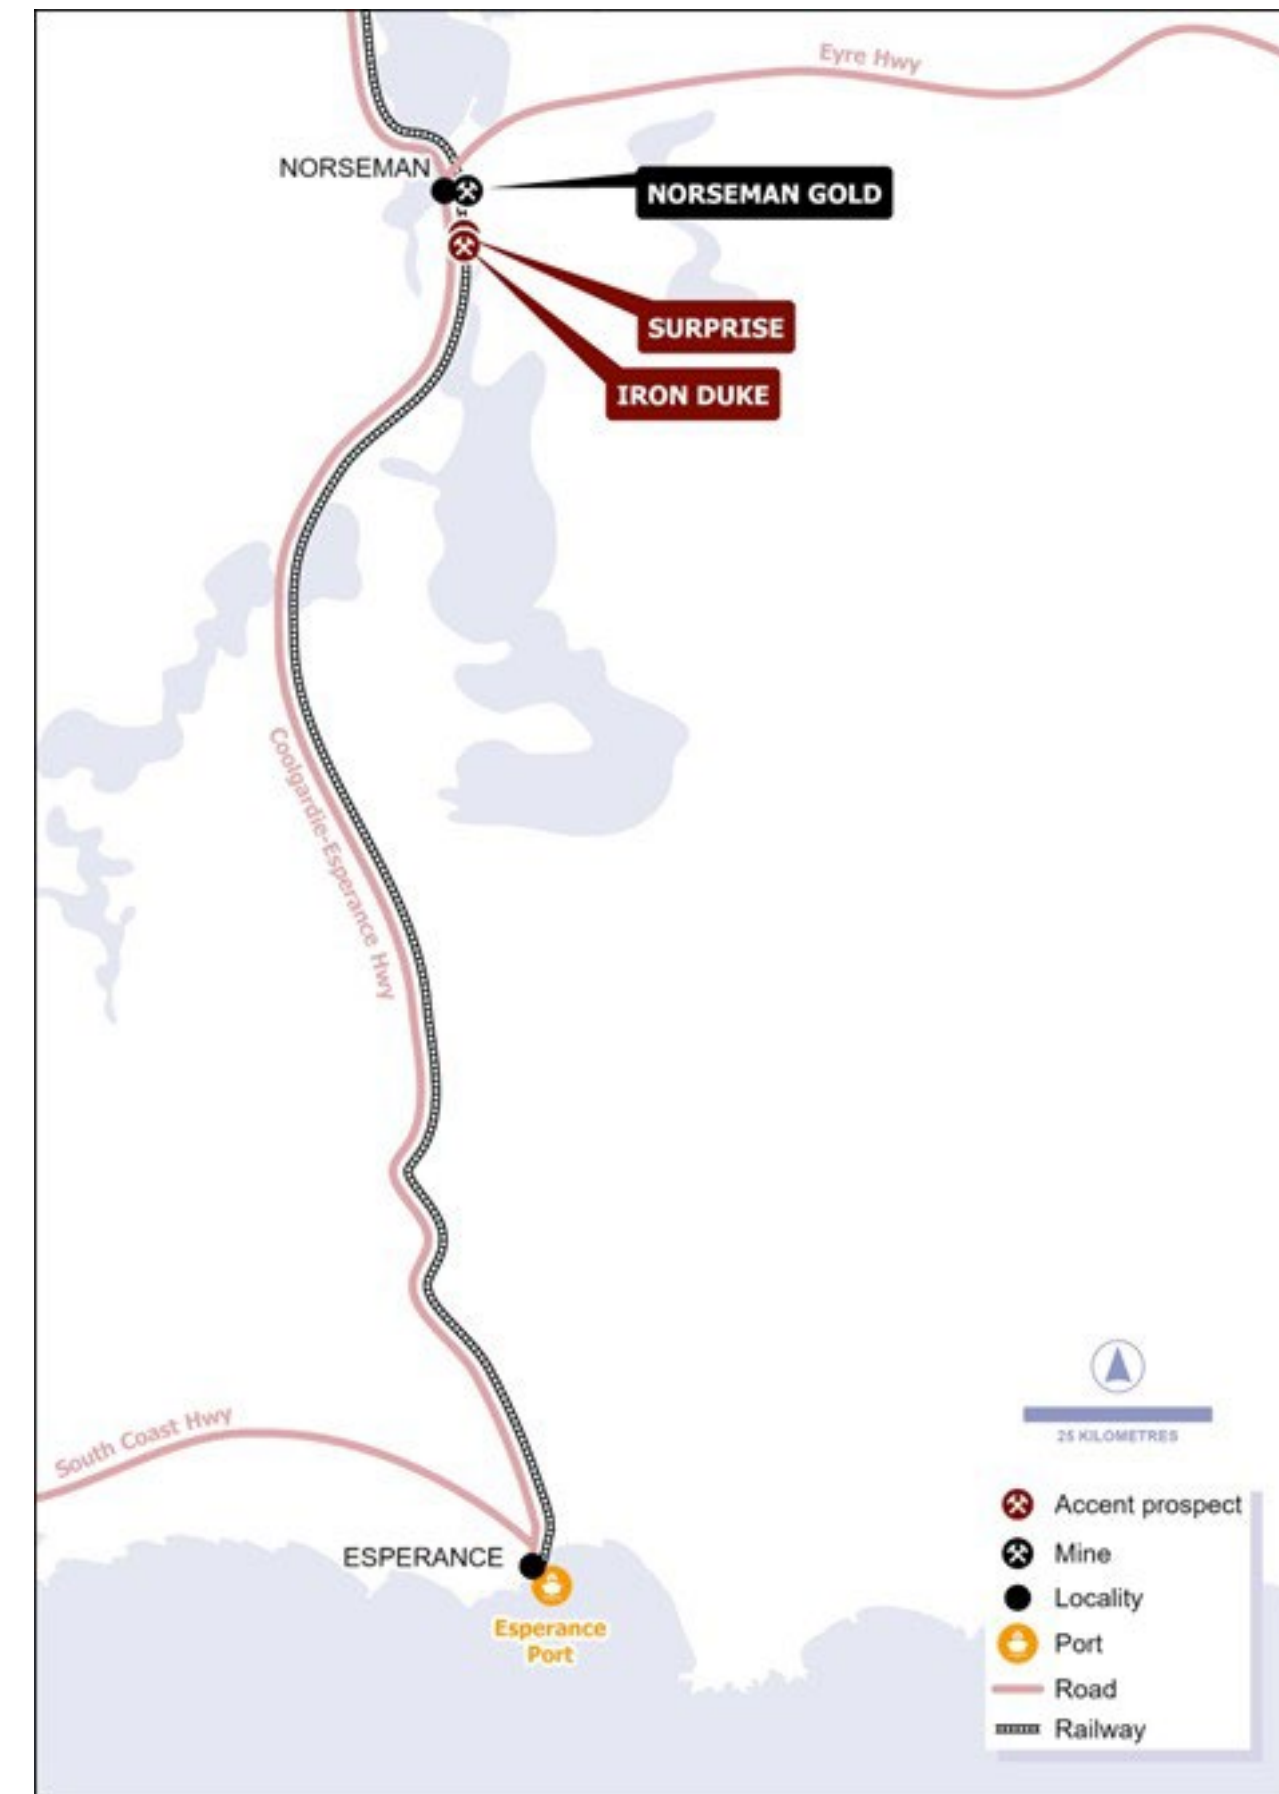 Eyre Hwy
NORSEMAN
NORSEMAN GOLD
SURPRISE
IRON DUKE
Coolgardie-Esperance Hwy
South Coast Hwy
25 KILOMETRES
Accent prospect
ESPERANCE
Mine
Locality
Esperance
Port
Port
Road
Railway